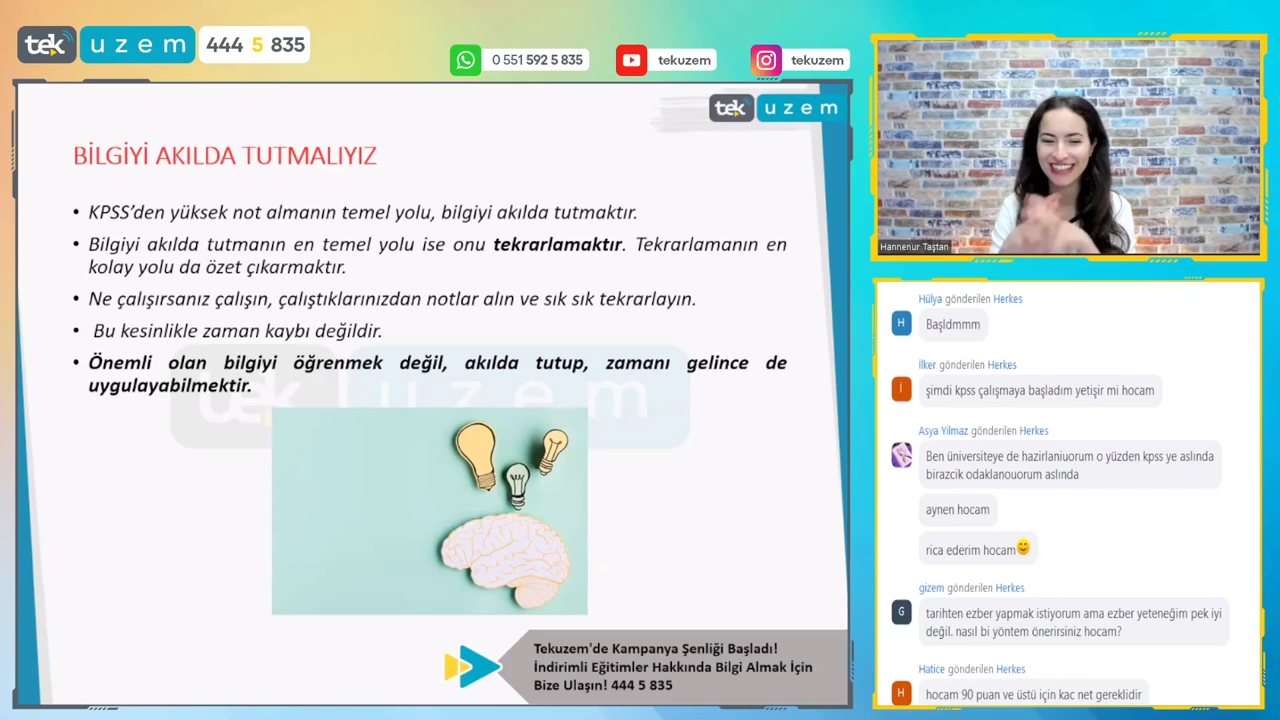 tek uzem 444 5 835
0 551 592 5 835
tekuzem
tekuzem
tek uzem
BİLGİYİ AKILDA TUTMALIYIZ
• KPSS’den yüksek not almanın temel yolu, bilgiyi akılda tutmaktır.
• Bilgiyi akılda tutmanın en temel yolu ise onu tekrarlamaktır. Tekrarlamanın en
kolay yolu da özet çıkarmaktır.
• Ne çalışırsanız çalışın, çalıştıklarınızdan notlar alın ve sık sık tekrarlayın.
• Bu kesinlikle zaman kaybı değildir.
• Önemli olan bilgiyi öğrenmek değil, akılda tutup, zamanı gelince de
uygulayabilmektir.
tek uzem
Tekuzem'de Kampanya Şenliği Başladı!
İndirimli Eğitimler Hakkında Bilgi Almak İçin
Bize Ulaşın! 444 5 835
Hannenur Taştan
Hülya gönderilen Herkes
H
Başldmmm
İlker gönderilen Herkes
İ
şimdi kpss çalışmaya başladım yetişir mi hocam
Asya Yilmaz gönderilen Herkes
Ben üniversiteye de hazirlaniuorum o yüzden kpss ye aslında
birazcik odaklanouorum aslında
aynen hocam
rica ederim hocam😊
gizem gönderilen Herkes
G
tarihten ezber yapmak istiyorum ama ezber yeteneğim pek iyi
değil. nasıl bi yöntem önerirsiniz hocam?
Hatice gönderilen Herkes
H
hocam 90 puan ve üstü için kac net gereklidir